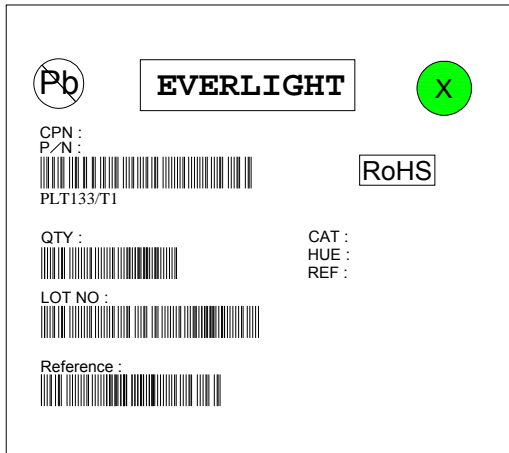 Pb
EVERLIGHT
X
CPN :
P/N :
RoHS
PLT133/T1
QTY :
CAT :
HUE :
REF :
LOT NO :
Reference :